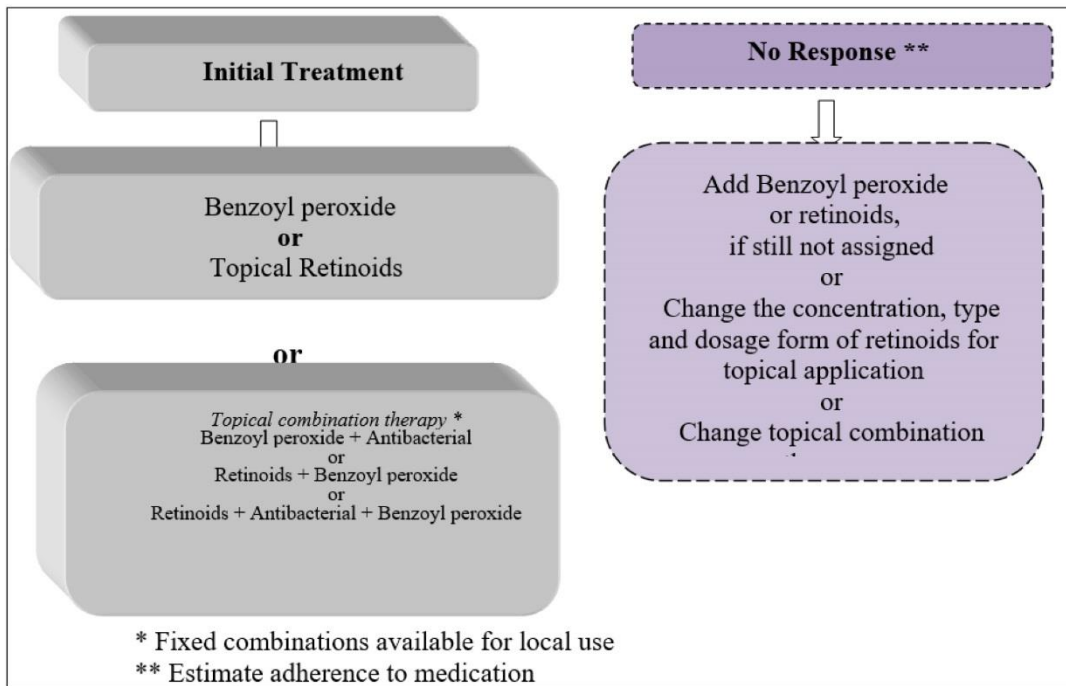 Initial Treatment
Benzoyl peroxide
or
Topical Retinoids
or
Topical combination therapy *
Benzoyl peroxide + Antibacterial
or
Retinoids + Benzoyl peroxide
or
Retinoids + Antibacterial + Benzoyl peroxide
No Response **
Add Benzoyl peroxide
or retinoids,
if still not assigned
or
Change the concentration, type
and dosage form of retinoids for
topical application
or
Change topical combination
* Fixed combinations available for local use
** Estimate adherence to medication